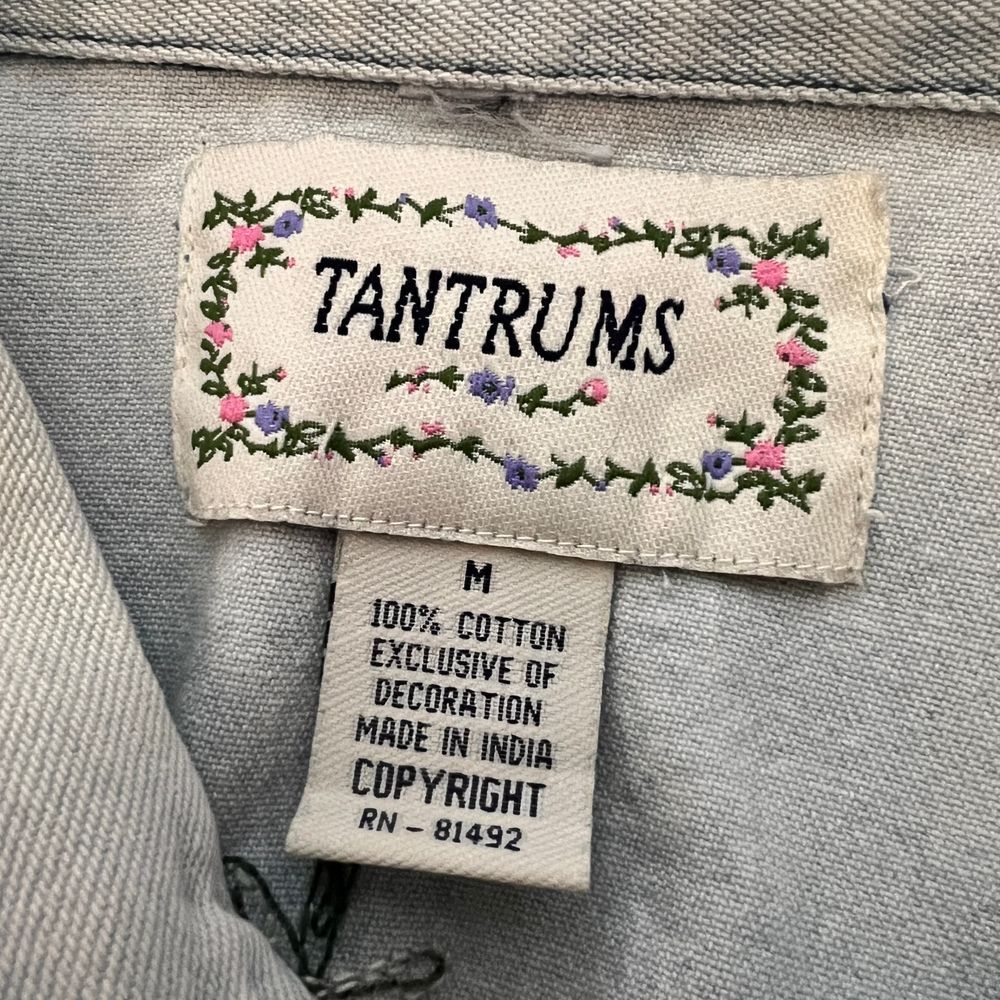 TANTRUMS
M
100% COTTON
EXCLUSIVE OF
DECORATION
MADE IN INDIA
COPYRIGHT
RN - 81492